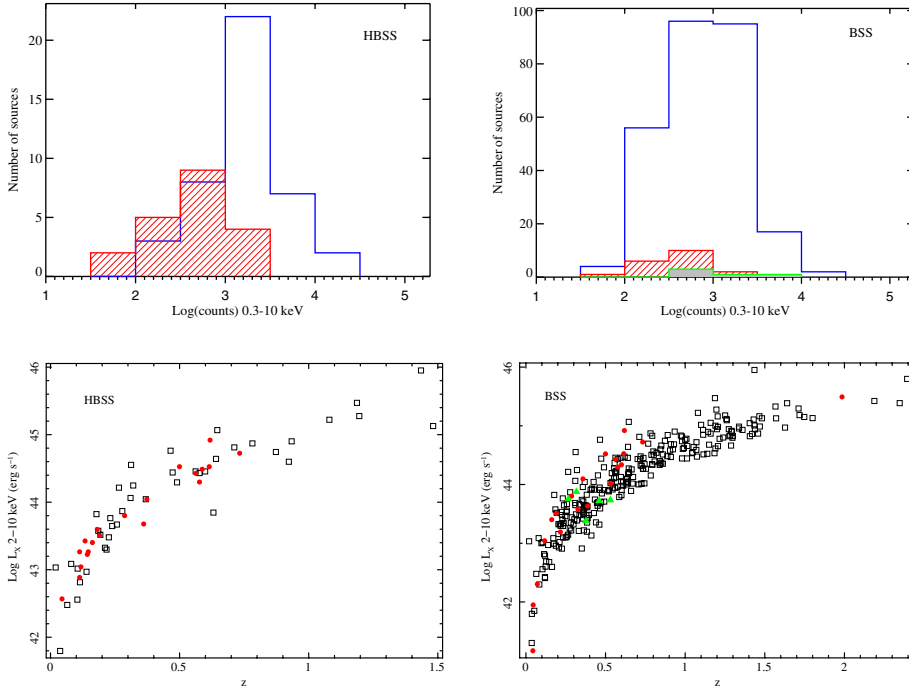 HBSS
Number of sources
0 5 10 15 20
1 2 3 4 5
Log(counts) 0.3-10 keV
BSS
Number of sources
0 20 40 60 80 100
1 2 3 4 5
Log(counts) 0.3-10 keV
HBSS
Log L_X 2-10 keV (erg s⁻¹)
42 43 44 45 46
0 0.5 1 1.5
z
BSS
Log L_X 2-10 keV (erg s⁻¹)
42 44 46
0 0.5 1 1.5 2
z